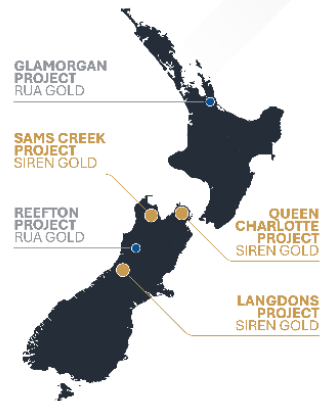 GLAMORGAN
PROJECT
RUA GOLD
SAMS CREEK
PROJECT
SIREN GOLD
REEFTON
PROJECT
RUA GOLD
QUEEN
CHARLOTTE
PROJECT
SIREN GOLD
LANGDONS
PROJECT
SIREN GOLD